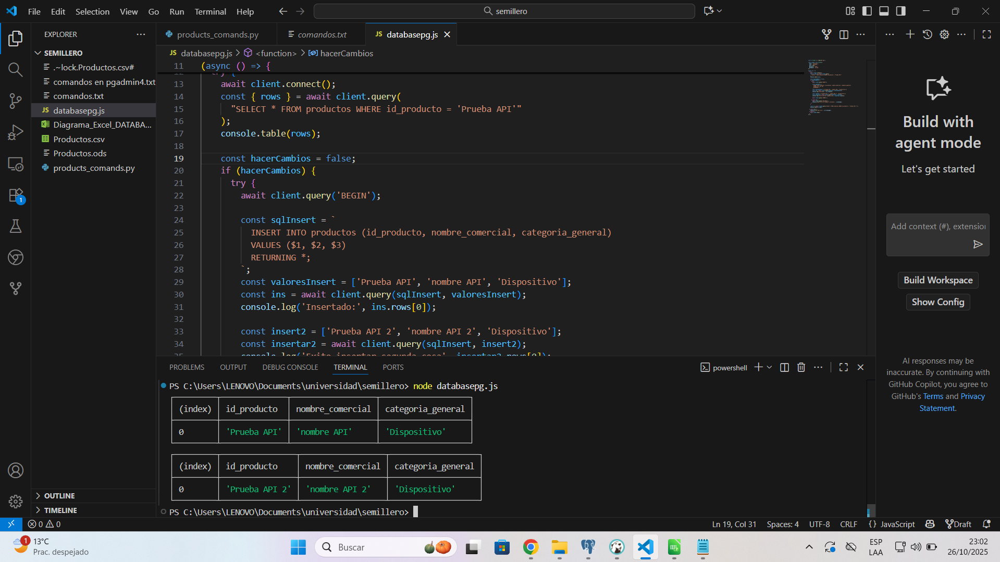 File Edit Selection View Go Run Terminal Help
semillero
EXPLORER
SEMILLERO
.~lock.Productos.csv#
comandos en pgadmin4.txt
comandos.txt
JS databasepg.js
Diagrama_Excel_DATABA...
Productos.csv
Productos.ods
products_comands.py
OUTLINE
TIMELINE
products_comands.py
comandos.txt
JS databasepg.js
JS databasepg.js > <function> > hacerCambios
11 (async () => {
13 await client.connect();
14 const { rows } = await client.query(
15 "SELECT * FROM productos WHERE id_producto = 'Prueba API'"
16 );
17 console.table(rows);
18
19 const hacerCambios = false;
20 if (hacerCambios) {
21 try {
22 await client.query('BEGIN');
23
24 const sqlInsert = `
25 INSERT INTO productos (id_producto, nombre_comercial, categoria_general)
26 VALUES ($1, $2, $3)
27 RETURNING *;
28 `;
29 const valoresInsert = ['Prueba API', 'nombre API', 'Dispositivo'];
30 const ins = await client.query(sqlInsert, valoresInsert);
31 console.log('Insertado:', ins.rows[0]);
32
33 const insert2 = ['Prueba API 2', 'nombre API 2', 'Dispositivo'];
34 const insertar2 = await client.query(sqlInsert, insert2);
PROBLEMS OUTPUT DEBUG CONSOLE TERMINAL PORTS
powershell
PS C:\Users\LENOVO\Documents\universidad\semillero> node databasepg.js
(index) id_producto nombre_comercial categoria_general
0 'Prueba API' 'nombre API' 'Dispositivo'
(index) id_producto nombre_comercial categoria_general
0 'Prueba API 2' 'nombre API 2' 'Dispositivo'
PS C:\Users\LENOVO\Documents\universidad\semillero>
Build with
agent mode
Let's get started
Add context (#), extension
Build Workspace
Show Config
AI responses may be
inaccurate. By continuing with
GitHub Copilot, you agree to
GitHub's Terms and Privacy
Statement.
1
0 0
Ln 19, Col 31 Spaces: 4 UTF-8 CRLF {} JavaScript Draft
1
13°C
Prac. despejado
Buscar
ESP
LAA
23:02
26/10/2025